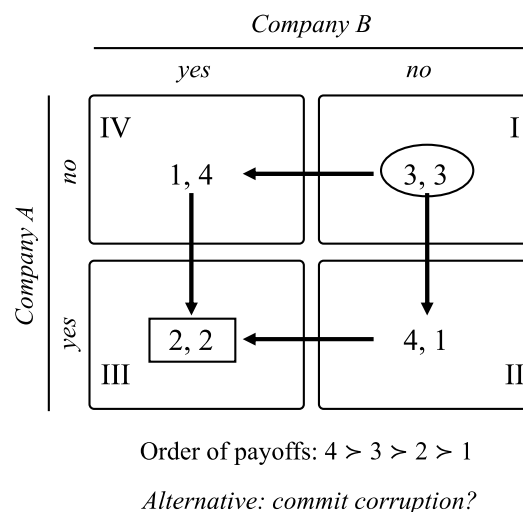 Company B
yes no
IV I
Company A
no
1, 4 3, 3
yes
2, 2 4, 1
III II
Order of payoffs: 4 ≻ 3 ≻ 2 ≻ 1
Alternative: commit corruption?